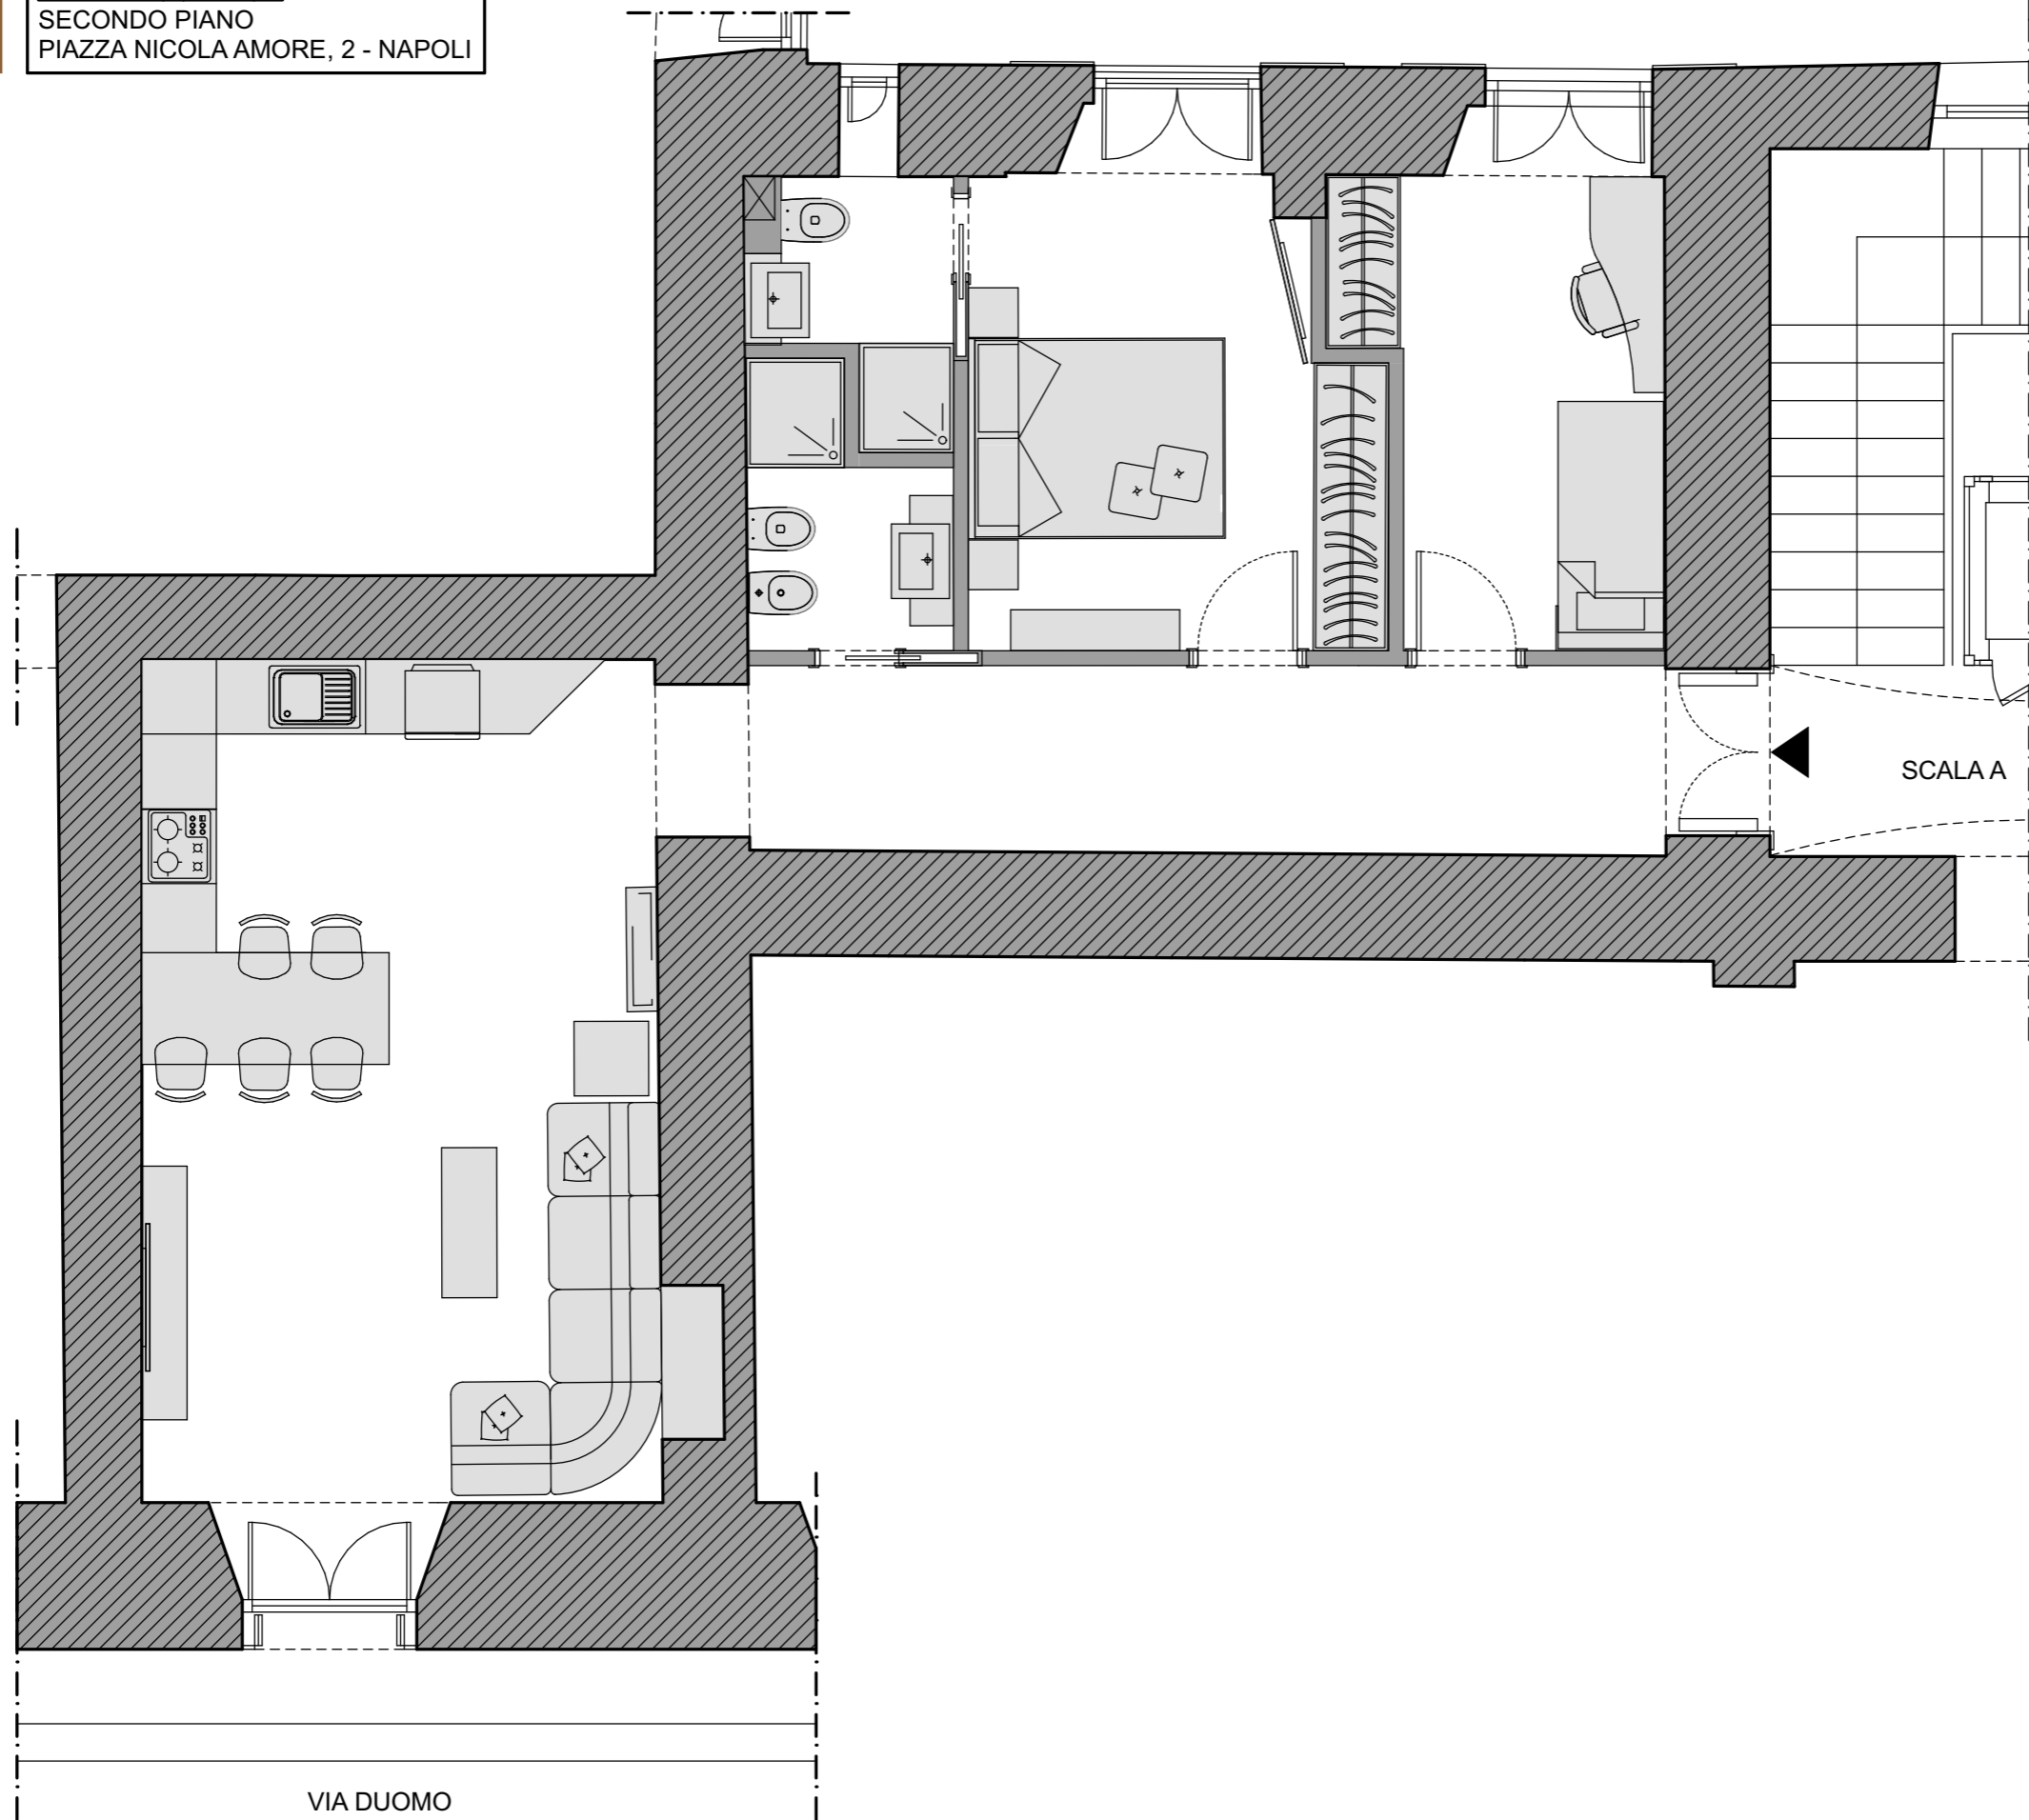 SECONDO PIANO
PIAZZA NICOLA AMORE, 2 - NAPOLI
SCALA A
VIA DUOMO